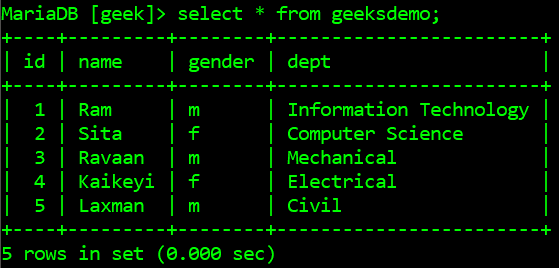 MariaDB [geek]> select * from geeksdemo;
+----+---------+--------+------------------------+
| id | name    | gender | dept                   |
+----+---------+--------+------------------------+
|  1 | Ram     | m      | Information Technology |
|  2 | Sita    | f      | Computer Science       |
|  3 | Ravaan  | m      | Mechanical             |
|  4 | Kaikeyi | f      | Electrical             |
|  5 | Laxman  | m      | Civil                  |
+----+---------+--------+------------------------+
5 rows in set (0.000 sec)